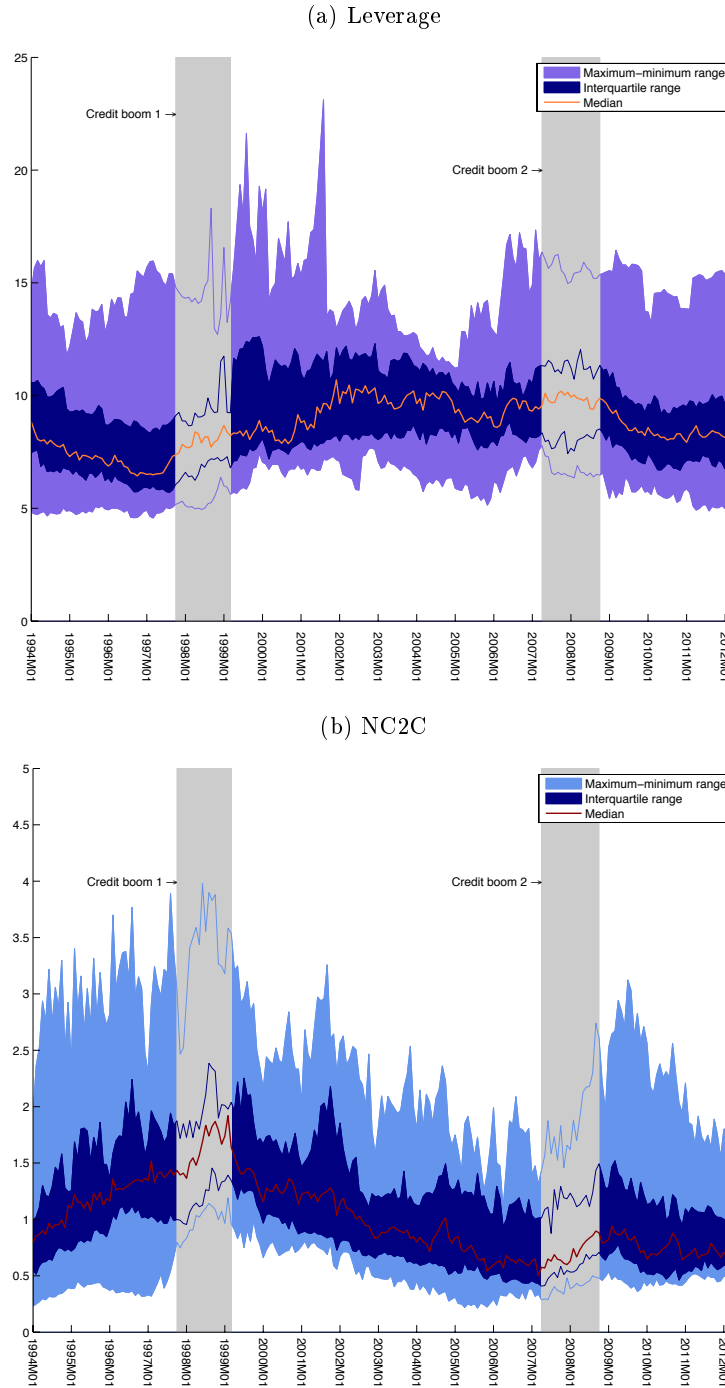 (a) Leverage
25
Maximum−minimum range
Interquartile range
Median
Credit boom 1
20
Credit boom 2
15
10
5
0
1994M01
1995M01
1996M01
1997M01
1998M01
1999M01
2000M01
2001M01
2002M01
2003M01
2004M01
2005M01
2006M01
2007M01
2008M01
2009M01
2010M01
2011M01
2012M01
(b) NC2C
5
Maximum−minimum range
Interquartile range
Median
4.5
4
Credit boom 1
Credit boom 2
3.5
3
2.5
2
1.5
1
0.5
0
1994M01
1995M01
1996M01
1997M01
1998M01
1999M01
2000M01
2001M01
2002M01
2003M01
2004M01
2005M01
2006M01
2007M01
2008M01
2009M01
2010M01
2011M01
2012M01